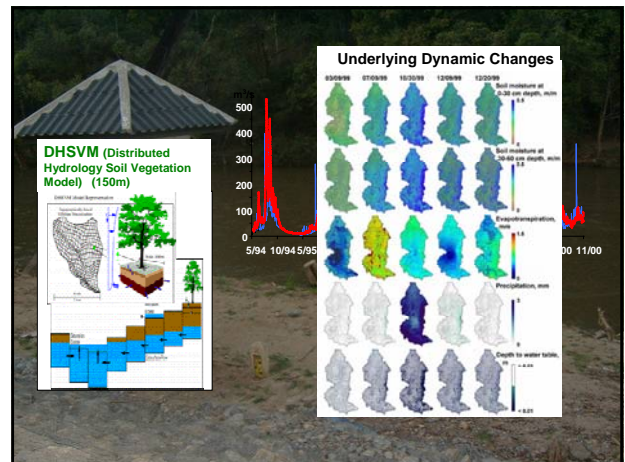 Underlying Dynamic Changes
03/09/99 07/09/99 10/30/99 12/09/99 12/20/99
Soil moisture at
0-30 cm depth, m/m
Soil moisture at
30-60 cm depth, m/m
Evapotranspiration,
mm
Precipitation, mm
Depth to water table,
m
m³/s
500
400
300
200
100
0
5/94 10/94 5/95
00 11/00
DHSVM (Distributed
Hydrology Soil Vegetation
Model) (150m)
DHSVM Model Representation